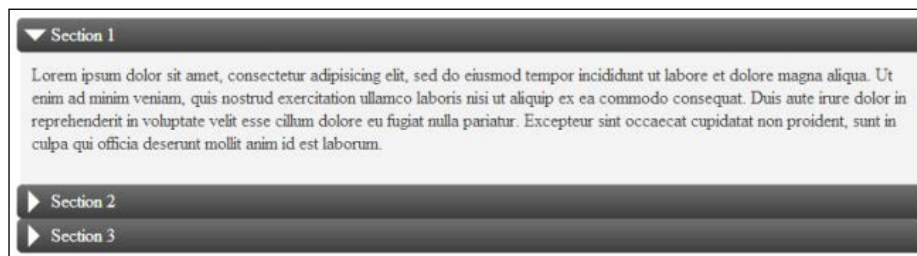 Section 1
Lorem ipsum dolor sit amet, consectetur adipisicing elit, sed do eiusmod tempor incididunt ut labore et dolore magna aliqua. Ut
enim ad minim veniam, quis nostrud exercitation ullamco laboris nisi ut aliquip ex ea commodo consequat. Duis aute irure dolor in
reprehenderit in voluptate velit esse cillum dolore eu fugiat nulla pariatur. Excepteur sint occaecat cupidatat non proident, sunt in
culpa qui officia deserunt mollit anim id est laborum.
Section 2
Section 3